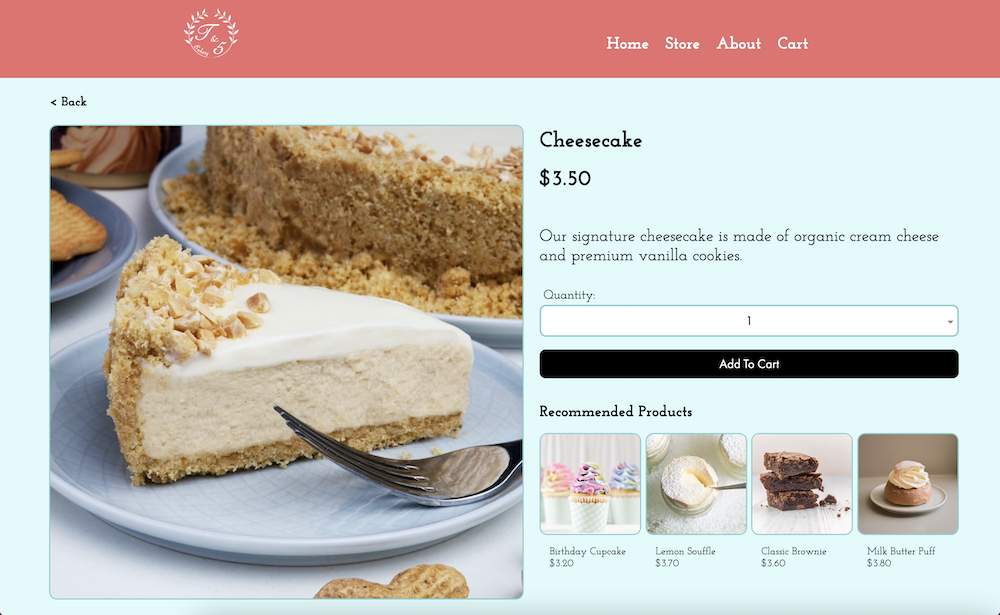 T & 5
Bakery
Home Store About Cart
< Back
Cheesecake
$3.50
Our signature cheesecake is made of organic cream cheese
and premium vanilla cookies.
Quantity:
1
Add To Cart
Recommended Products
Birthday Cupcake
$3.20
Lemon Souffle
$3.70
Classic Brownie
$3.60
Milk Butter Puff
$3.80